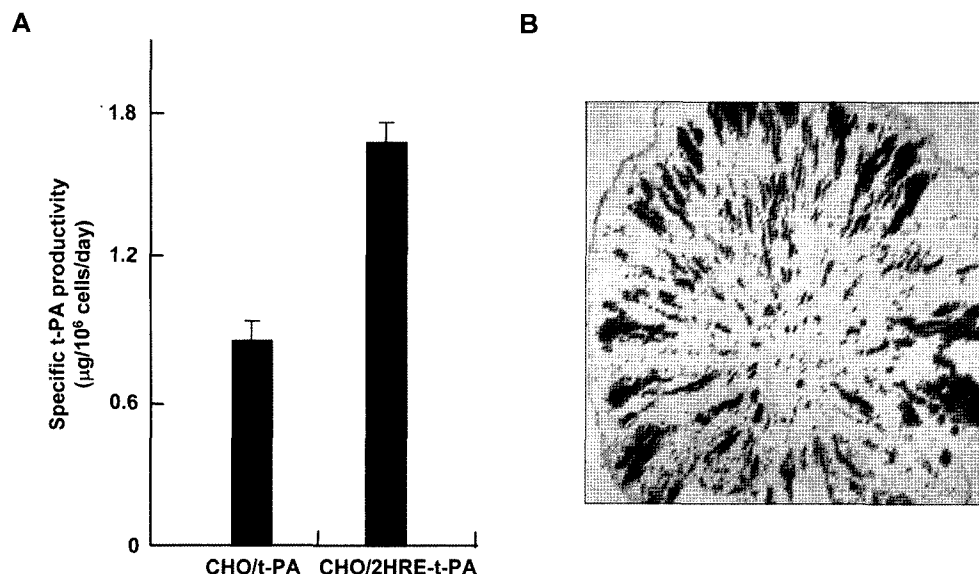 A
B
1.8
1.2
0.6
0
Specific t-PA productivity
(μg/10⁶ cells/day)
CHO/t-PA CHO/2HRE-t-PA